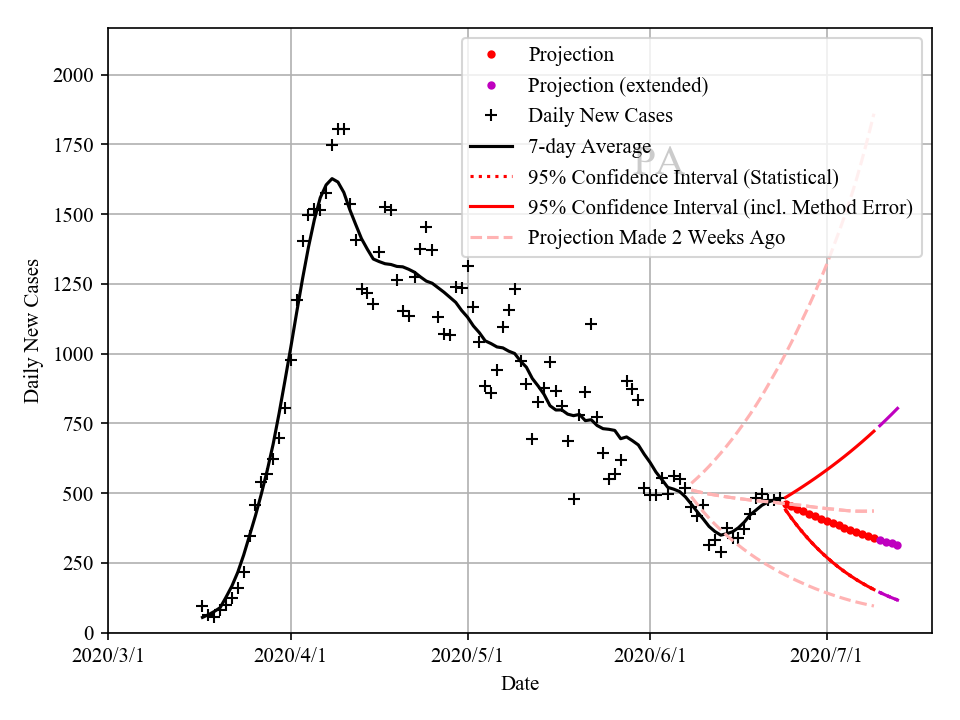 2000
1750
1500
1250
1000
750
500
250
0
Daily New Cases
Projection
Projection (extended)
Daily New Cases
7-day Average
PA
95% Confidence Interval (Statistical)
95% Confidence Interval (incl. Method Error)
Projection Made 2 Weeks Ago
2020/3/1 2020/4/1 2020/5/1 2020/6/1 2020/7/1
Date